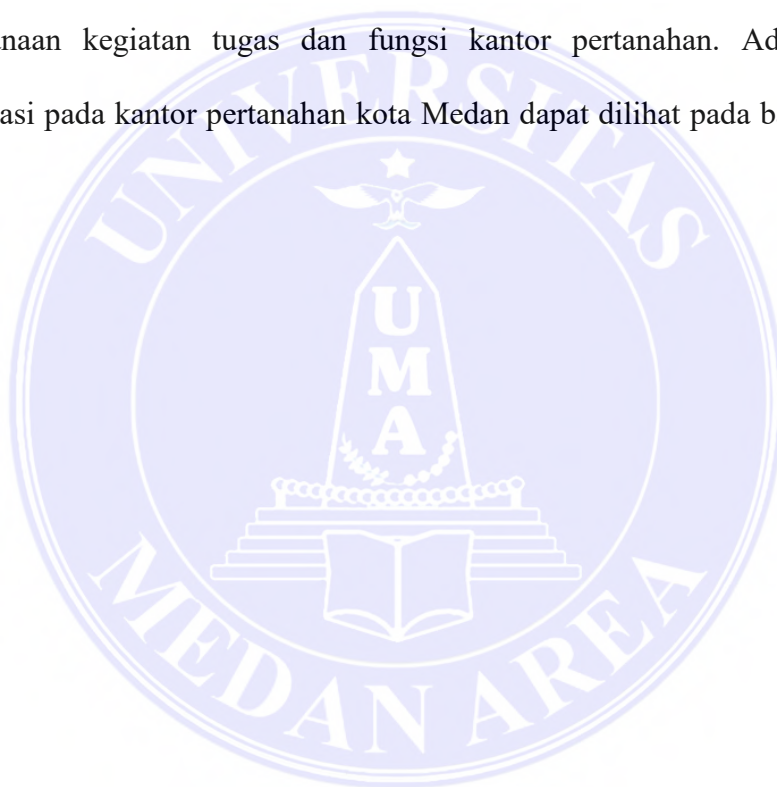 naan kegiatan tugas dan fungsi kantor pertanahan. Ad
asi pada kantor pertanahan kota Medan dapat dilihat pada b
UNIVERSITAS
U
M
A
MEDAN AREA